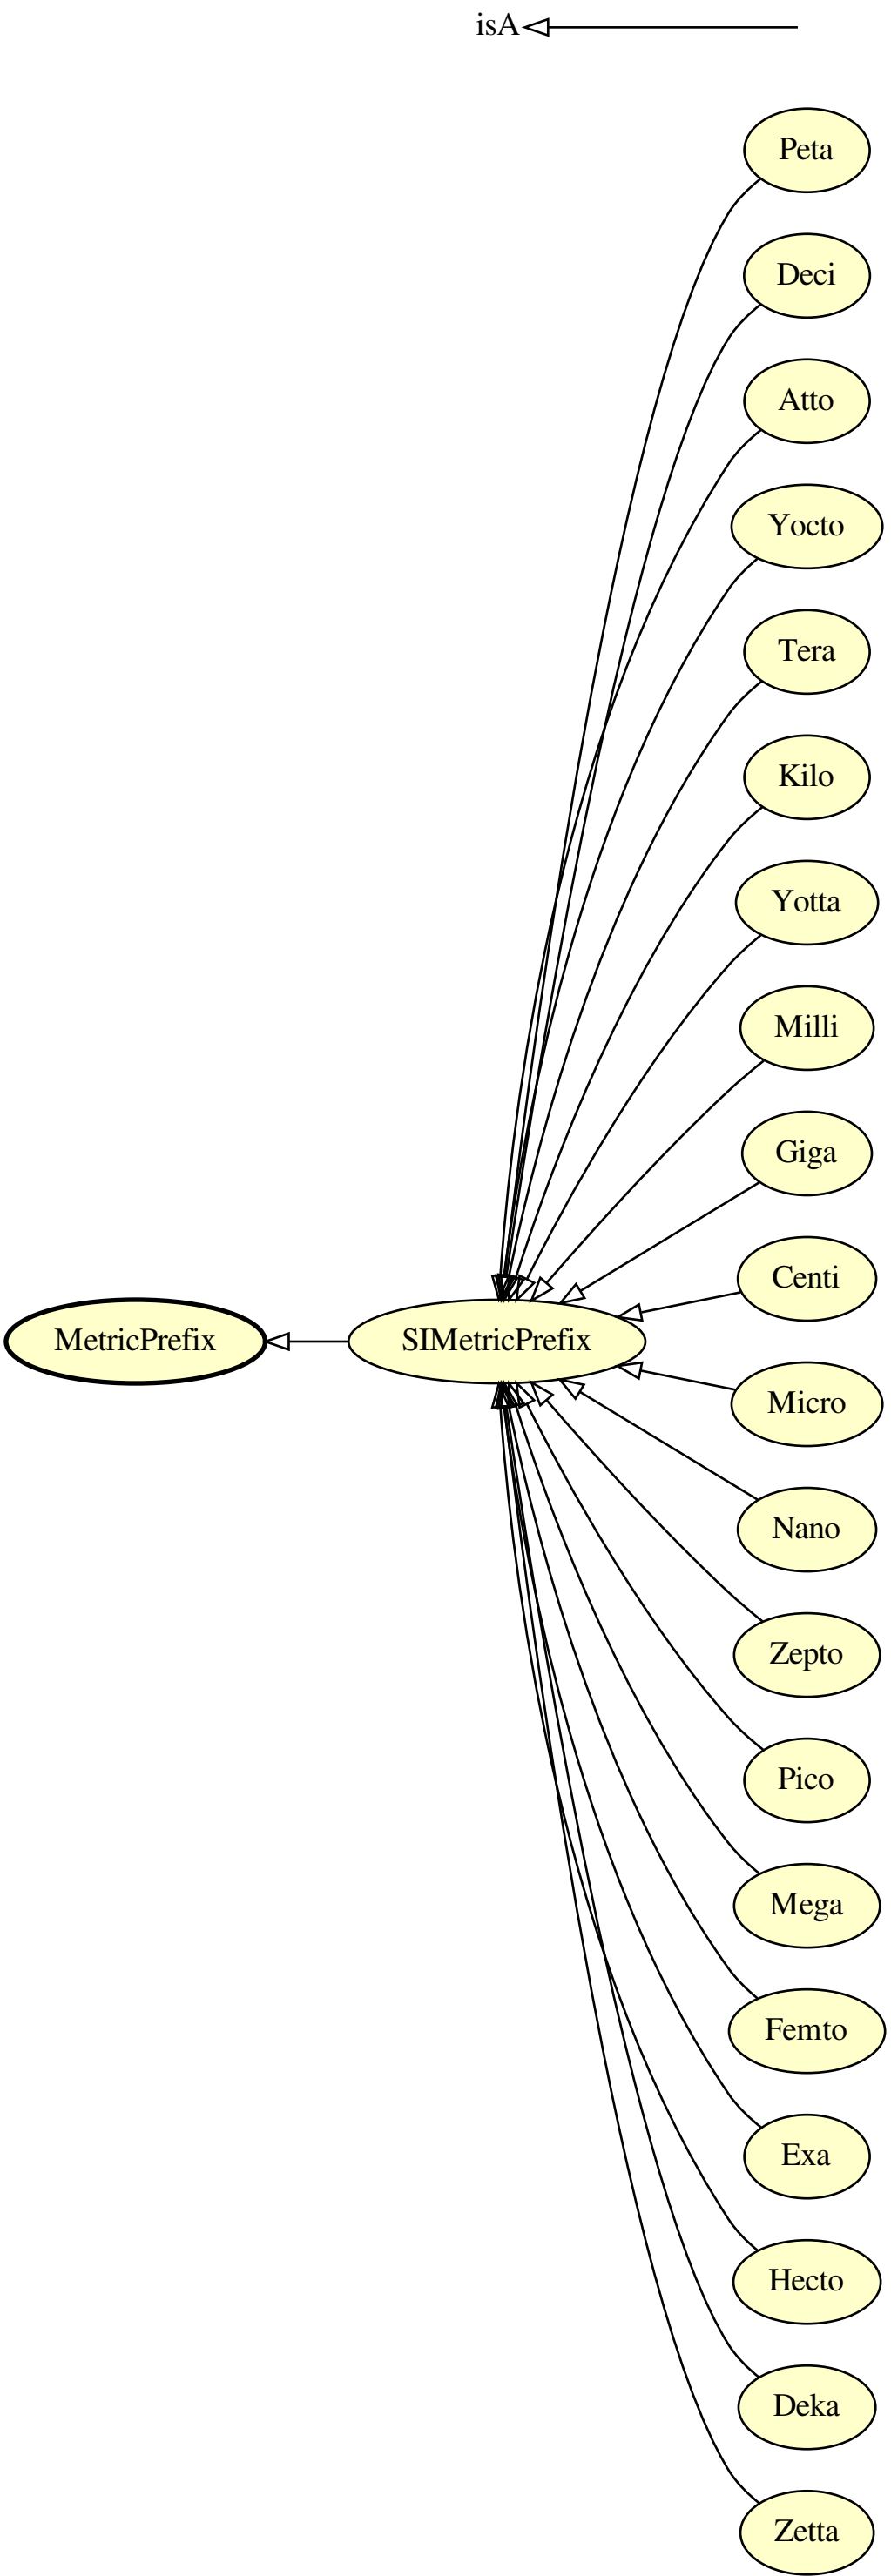 isA
Peta
Deci
Atto
Yocto
Tera
Kilo
Yotta
Milli
Giga
Centi
MetricPrefix
SIMetricPrefix
Micro
Nano
Zepto
Pico
Mega
Femto
Exa
Hecto
Deka
Zetta